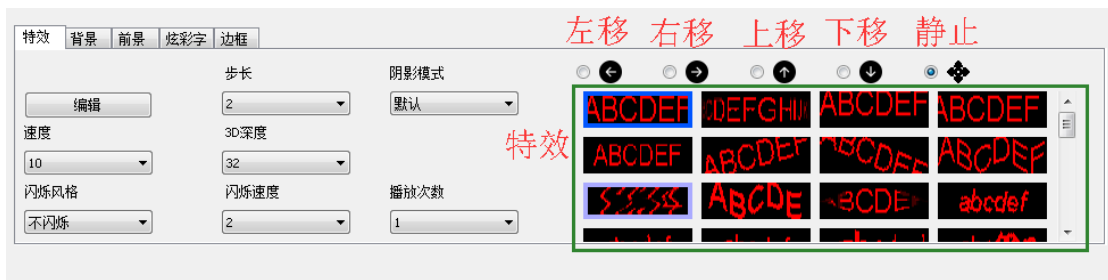 左移 右移 上移 下移 静止
特效 背景 前景 炫彩字 边框
步长 阴影模式
编辑 2 默认
ABCDEF CDEFGHIJ ABCDEF ABCDEF
速度 3D深度
特效
10 32
ABCDEF ABCDEF ABCDEF ABCDEF
闪烁风格 闪烁速度 播放次数
ABCDE BCDE abcdef
不闪烁 2 1